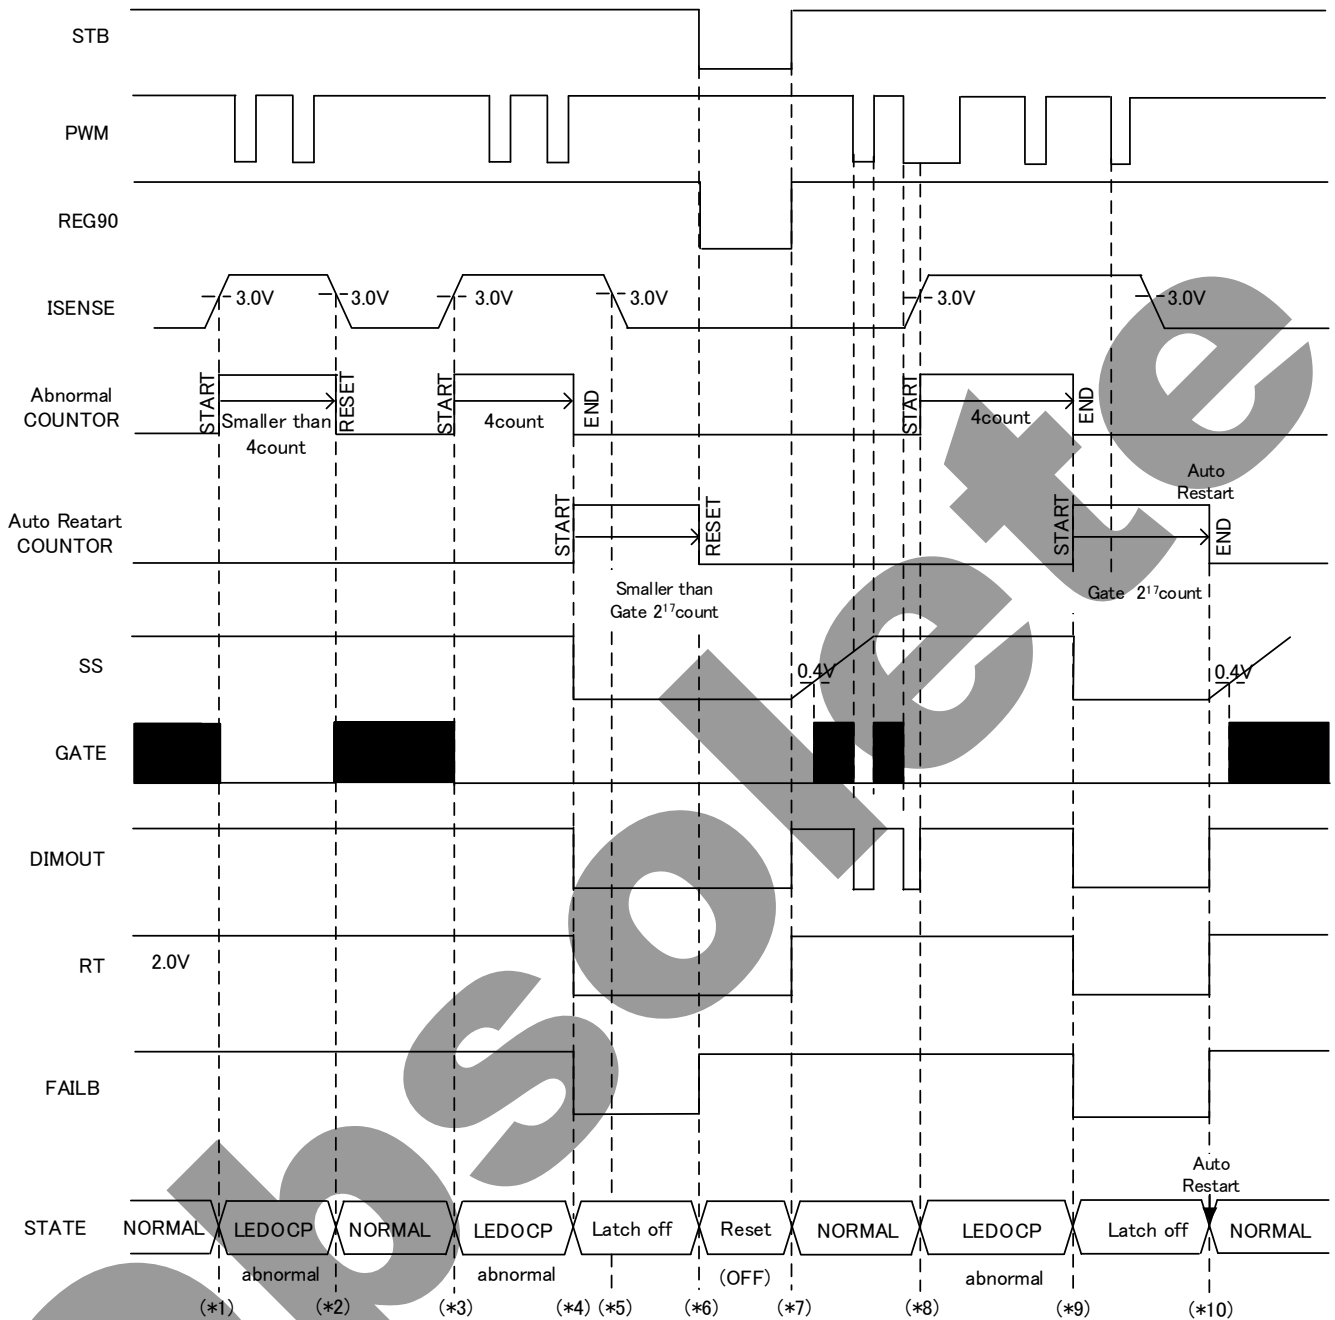 STB
PWM
REG90
ISENSE
3.0V 3.0V 3.0V 3.0V 3.0V 3.0V
Abnormal
COUNTOR
START
Smaller than
4count
RESET
START
4count
END
START
4count
END
Auto Reatart
COUNTOR
START
RESET
Smaller than
Gate 2¹⁷count
START
Auto
Restart
END
Gate 2¹⁷count
SS
0.4V 0.4V
GATE
DIMOUT
RT
2.0V
FAILB
Auto
Restart
STATE NORMAL LEDOCP NORMAL LEDOCP Latch off Reset NORMAL LEDOCP Latch off NORMAL
abnormal abnormal (OFF) abnormal
(*1) (*2) (*3) (*4) (*5) (*6) (*7) (*8) (*9) (*10)
Obsolete